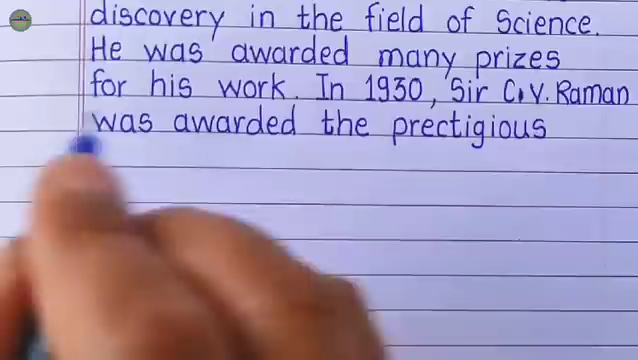 discovery in the field of Science.
He was awarded many prizes
for his work. In 1930, Sir C.V. Raman
was awarded the prectigious